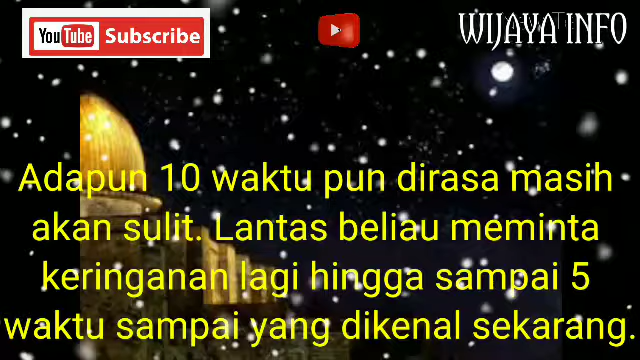 YouTube Subscribe
WIJAYA INFO
Adapun 10 waktu pun dirasa masih
akan sulit. Lantas beliau meminta
keringanan lagi hingga sampai 5
waktu sampai yang dikenal sekarang.